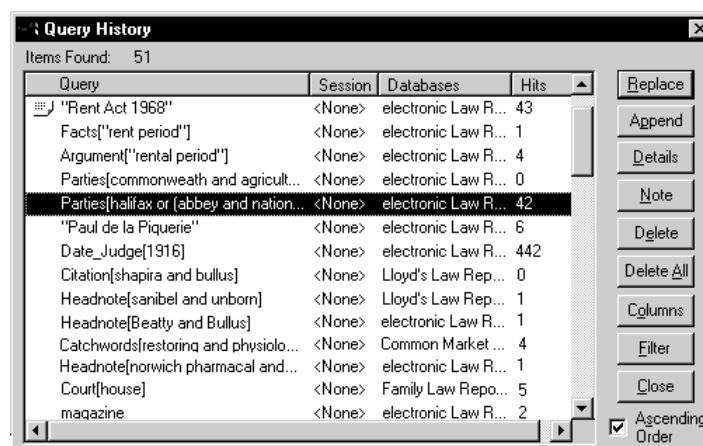 Query History
Items Found: 51
Query Session Databases Hits
"Rent Act 1968" <None> electronic Law R... 43
Facts["rent period"] <None> electronic Law R... 1
Argument["rental period"] <None> electronic Law R... 4
Parties[commonweath and agricult... <None> electronic Law R... 0
Parties[halifax or (abbey and nation... <None> electronic Law R... 42
"Paul de la Piquerie" <None> electronic Law R... 6
Date_Judge[1916] <None> electronic Law R... 442
Citation[shapira and bullus] <None> Lloyd's Law Rep... 0
Headnote[sanibel and unborn] <None> Lloyd's Law Rep... 1
Headnote[Beatty and Bullus] <None> electronic Law R... 1
Catchwords[restoring and physiolo... <None> Common Market ... 4
Headnote[norwich pharmacal and... <None> electronic Law R... 1
Court[house] <None> Family Law Repo... 5
magazine <None> electronic Law R... 2
Replace
Append
Details
Note
Delete
Delete All
Columns
Filter
Close
Ascending
Order